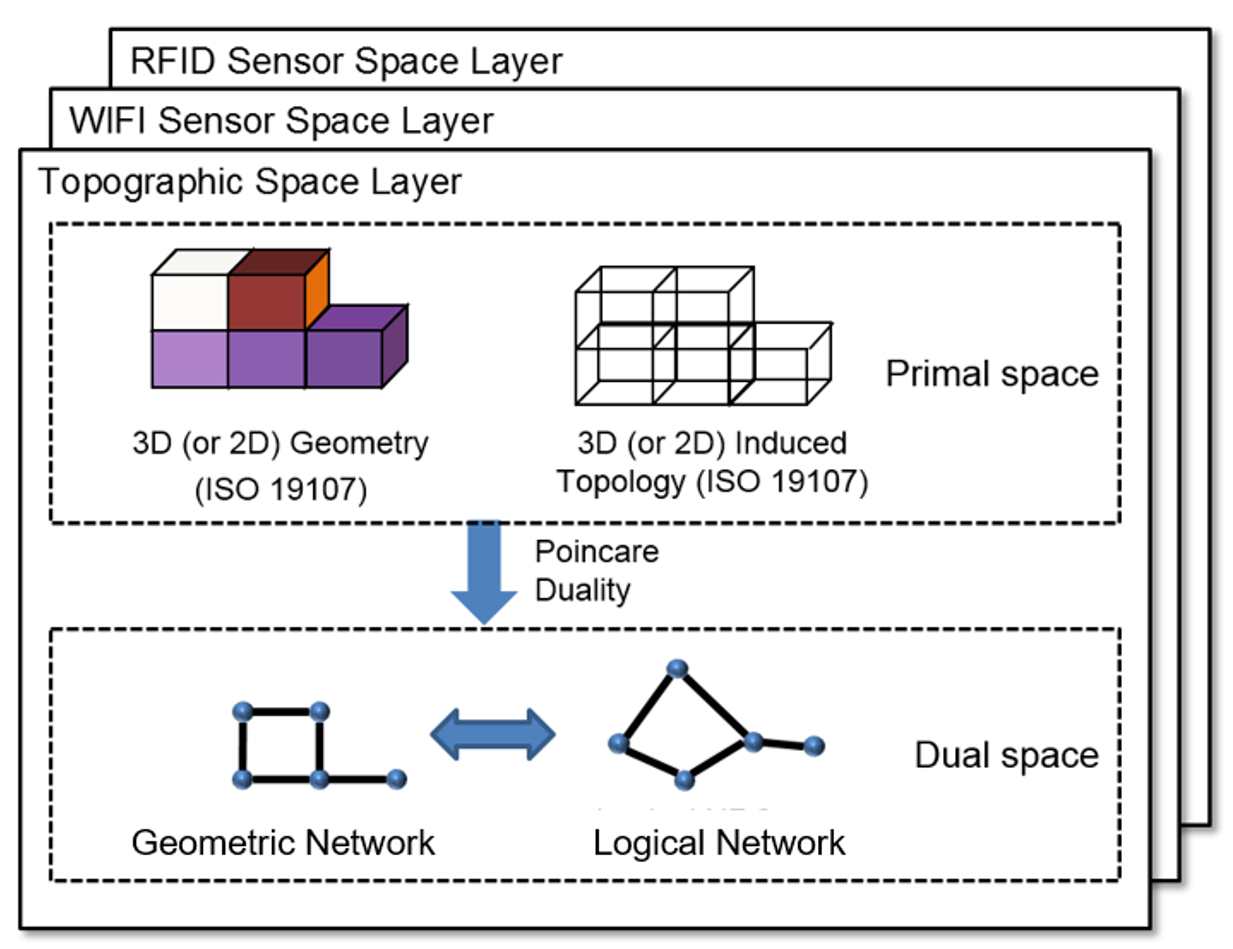 RFID Sensor Space Layer
WIFI Sensor Space Layer
Topographic Space Layer
3D (or 2D) Geometry
(ISO 19107)
3D (or 2D) Induced
Topology (ISO 19107)
Primal space
Poincare
Duality
Dual space
Geometric Network
Logical Network